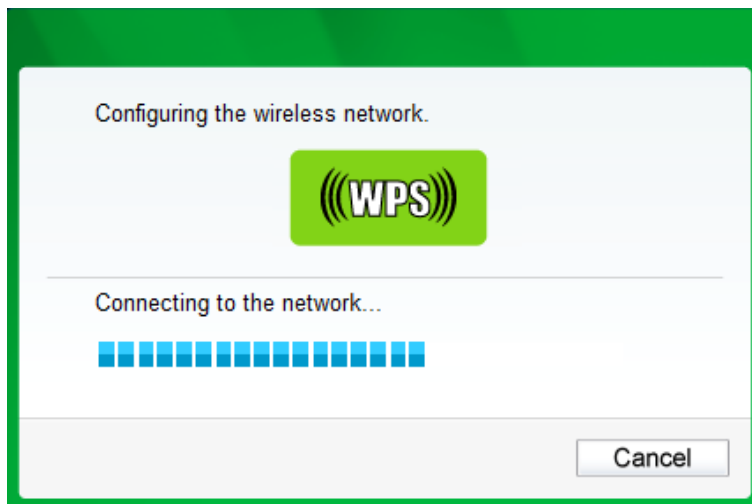 Configuring the wireless network.
(((WPS)))
Connecting to the network...
Cancel